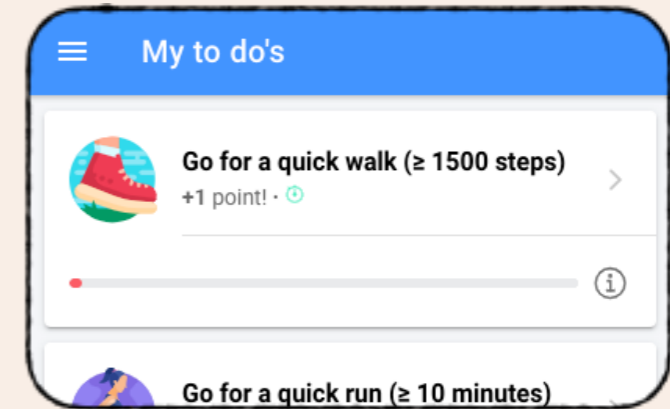 My to do's
Go for a quick walk (≥ 1500 steps)
+1 point! ·
Go for a quick run (≥ 10 minutes)